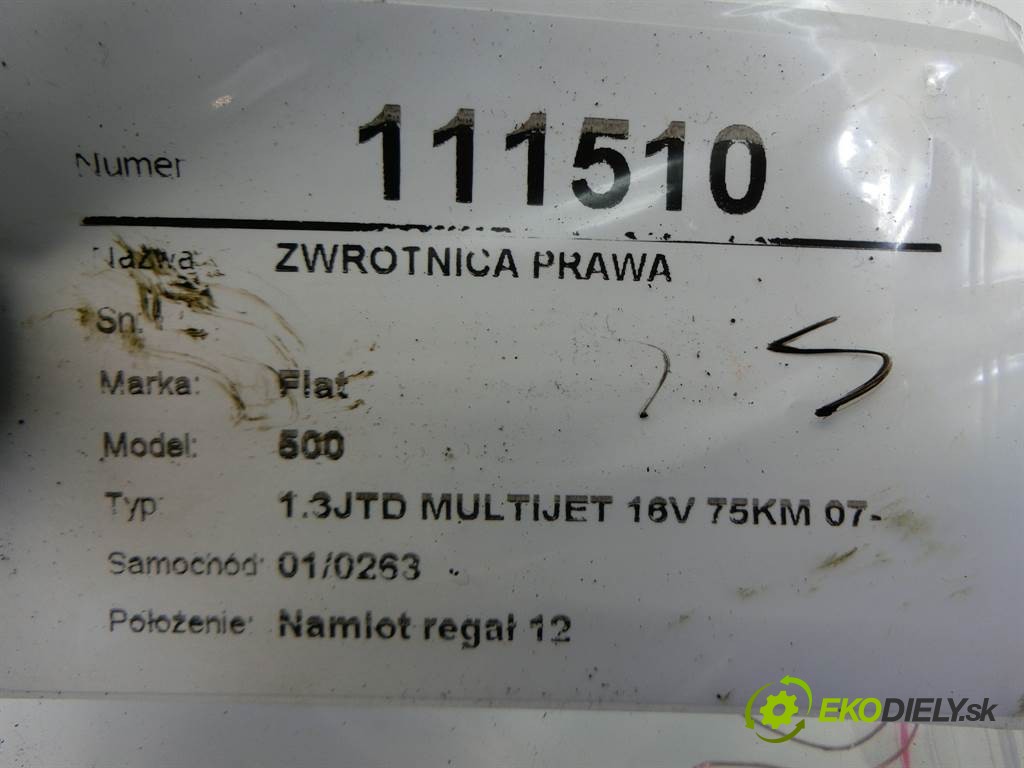 Numer 111510
Nazwa: ZWROTNICA PRAWA
Sn.
Marka: Fiat
Model: 500
Typ: 1.3JTD MULTIJET 16V 75KM 07-
Samochód: 01/0263
Położenie: Namiot regał 12
EKODIELY.sk